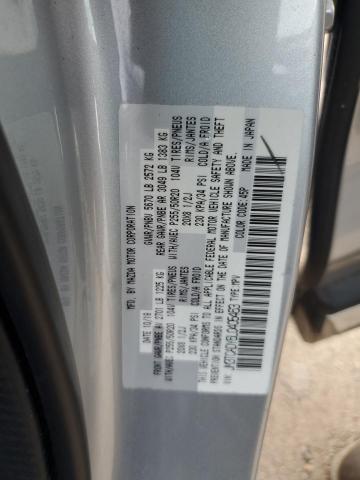 MFD. BY MAZDA MOTOR CORPORATION
DATE 10/18 GVWR/PNBV 5670 LB 2572 KG
FRONT GAWR/PNBE AV 2701 LB 1225 KG REAR GAWR/PNBE AR 3049 LB 1383 KG
WITH/AVEC P255/50R20 104V TIRES/PNEUS WITH/AVEC P255/50R20 104V TIRES/PNEUS
20X8 1/2J RIMS/JANTES 20X8 1/2J RIMS/JANTES
230 KPA/34 PSI COLD/A FROID 230 KPA/34 PSI COLD/A FROID
THIS VEHICLE CONFORMS TO ALL APPLICABLE FEDERAL MOTOR VEHICLE SAFETY AND THEFT
PREVENTION STANDARDS IN EFFECT ON THE DATE OF MANUFACTURE SHOWN ABOVE.
VIN: TYPE:MPV COLOR CODE:45P MADE IN JAPAN